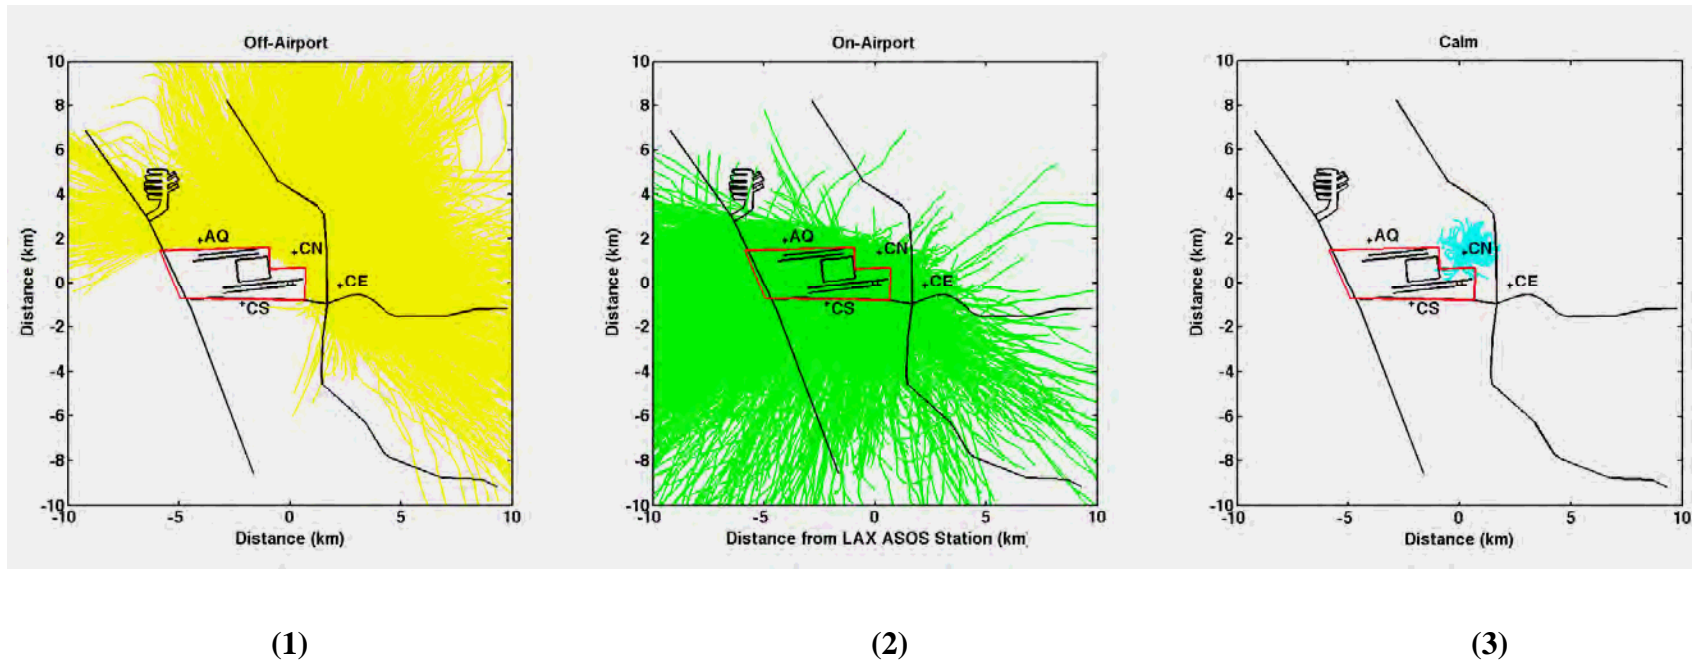 Off-Airport
10
8
6
4
2
0
-2
-4
-6
-8
-10
-10
-5
0
5
10
Distance (km)
Distance (km)
+AQ
+CN
+CE
+CS
On-Airport
10
8
6
4
2
0
-2
-4
-6
-8
-10
-10
-5
0
5
10
Distance (km)
Distance from LAX ASOS Station (km
+AQ
+CN
+CE
+CS
Calm
10
8
6
4
2
0
-2
-4
-6
-8
-10
-10
-5
0
5
10
Distance (km)
Distance (km)
+AQ
+CN
+CE
+CS
(1)
(2)
(3)